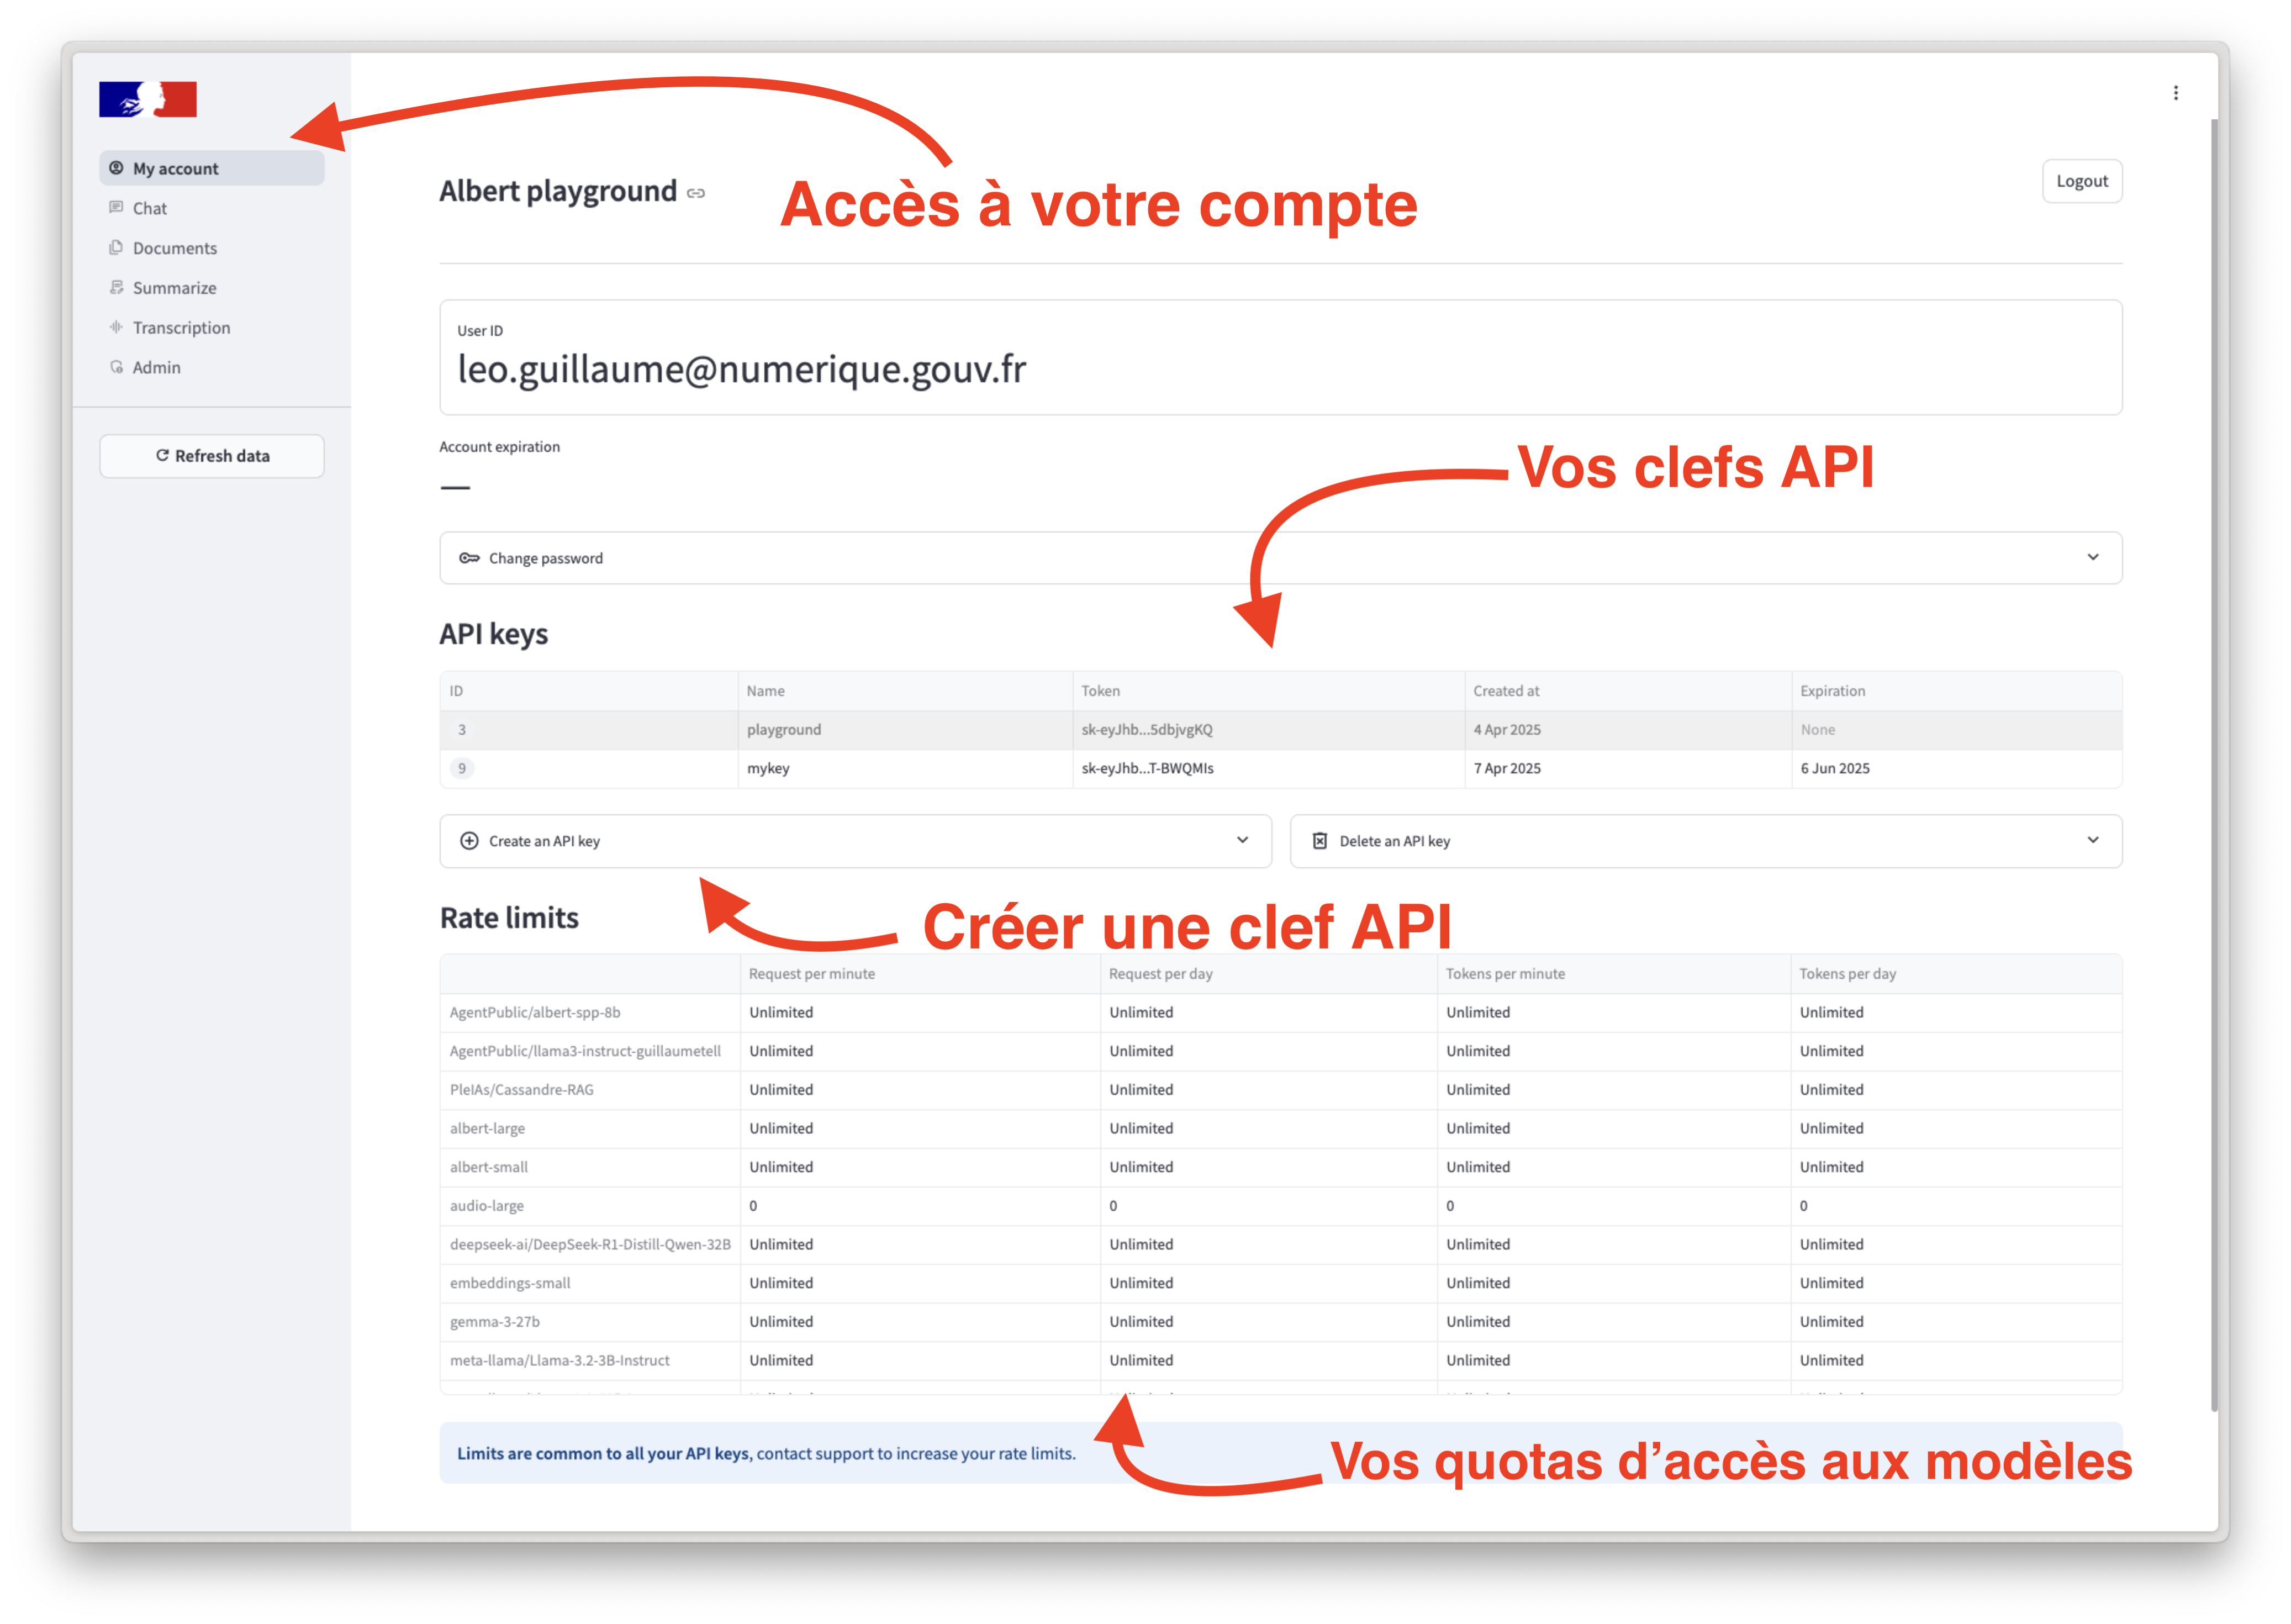 My account
Chat
Documents
Summarize
Transcription
Admin
Refresh data
Albert playground
Accès à votre compte
Logout
User ID
leo.guillaume@numerique.gouv.fr
Account expiration
—
Vos clefs API
Change password
API keys
ID Name Token Created at Expiration
3 playground sk-eyJhb...5dbjvgKQ 4 Apr 2025 None
9 mykey sk-eyJhb...T-BWQMIs 7 Apr 2025 6 Jun 2025
Create an API key Delete an API key
Rate limits
Créer une clef API
Request per minute Request per day Tokens per minute Tokens per day
AgentPublic/albert-spp-8b Unlimited Unlimited Unlimited Unlimited
AgentPublic/llama3-instruct-guillaumetell Unlimited Unlimited Unlimited Unlimited
PleIAs/Cassandre-RAG Unlimited Unlimited Unlimited Unlimited
albert-large Unlimited Unlimited Unlimited Unlimited
albert-small Unlimited Unlimited Unlimited Unlimited
audio-large 0 0 0 0
deepseek-ai/DeepSeek-R1-Distill-Qwen-32B Unlimited Unlimited Unlimited Unlimited
embeddings-small Unlimited Unlimited Unlimited Unlimited
gemma-3-27b Unlimited Unlimited Unlimited Unlimited
meta-llama/Llama-3.2-3B-Instruct Unlimited Unlimited Unlimited Unlimited
Limits are common to all your API keys, contact support to increase your rate limits.
Vos quotas d’accès aux modèles